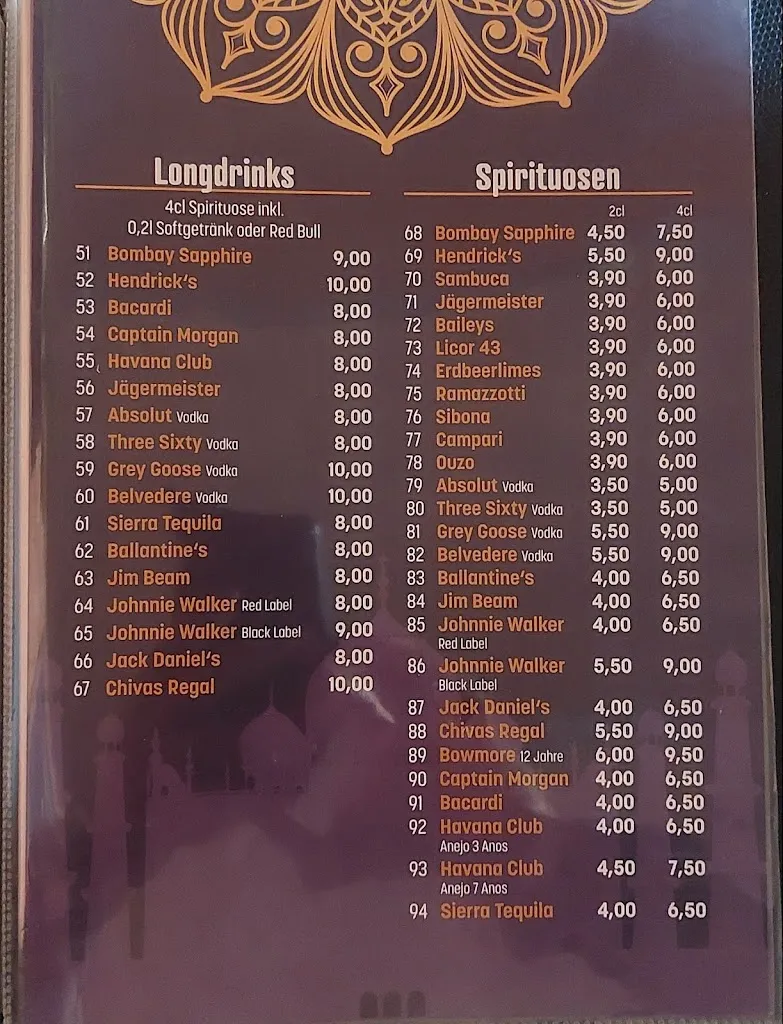 Longdrinks
4cl Spirituose inkl.
0,2l Softgetränk oder Red Bull
51 Bombay Sapphire 9,00
52 Hendrick's 10,00
53 Bacardi 8,00
54 Captain Morgan 8,00
55 Havana Club 8,00
56 Jägermeister 8,00
57 Absolut Vodka 8,00
58 Three Sixty Vodka 8,00
59 Grey Goose Vodka 10,00
60 Belvedere Vodka 10,00
61 Sierra Tequila 8,00
62 Ballantine's 8,00
63 Jim Beam 8,00
64 Johnnie Walker Red Label 8,00
65 Johnnie Walker Black Label 9,00
66 Jack Daniel's 8,00
67 Chivas Regal 10,00
Spirituosen
2cl 4cl
68 Bombay Sapphire 4,50 7,50
69 Hendrick's 5,50 9,00
70 Sambuca 3,90 6,00
71 Jägermeister 3,90 6,00
72 Baileys 3,90 6,00
73 Licor 43 3,90 6,00
74 Erdbeerlimes 3,90 6,00
75 Ramazzotti 3,90 6,00
76 Sibona 3,90 6,00
77 Campari 3,90 6,00
78 Ouzo 3,90 6,00
79 Absolut Vodka 3,50 5,00
80 Three Sixty Vodka 3,50 5,00
81 Grey Goose Vodka 5,50 9,00
82 Belvedere Vodka 5,50 9,00
83 Ballantine's 4,00 6,50
84 Jim Beam 4,00 6,50
85 Johnnie Walker 4,00 6,50
Red Label
86 Johnnie Walker 5,50 9,00
Black Label
87 Jack Daniel's 4,00 6,50
88 Chivas Regal 5,50 9,00
89 Bowmore 12 Jahre 6,00 9,50
90 Captain Morgan 4,00 6,50
91 Bacardi 4,00 6,50
92 Havana Club 4,00 6,50
Anejo 3 Anos
93 Havana Club 4,50 7,50
Anejo 7 Anos
94 Sierra Tequila 4,00 6,50